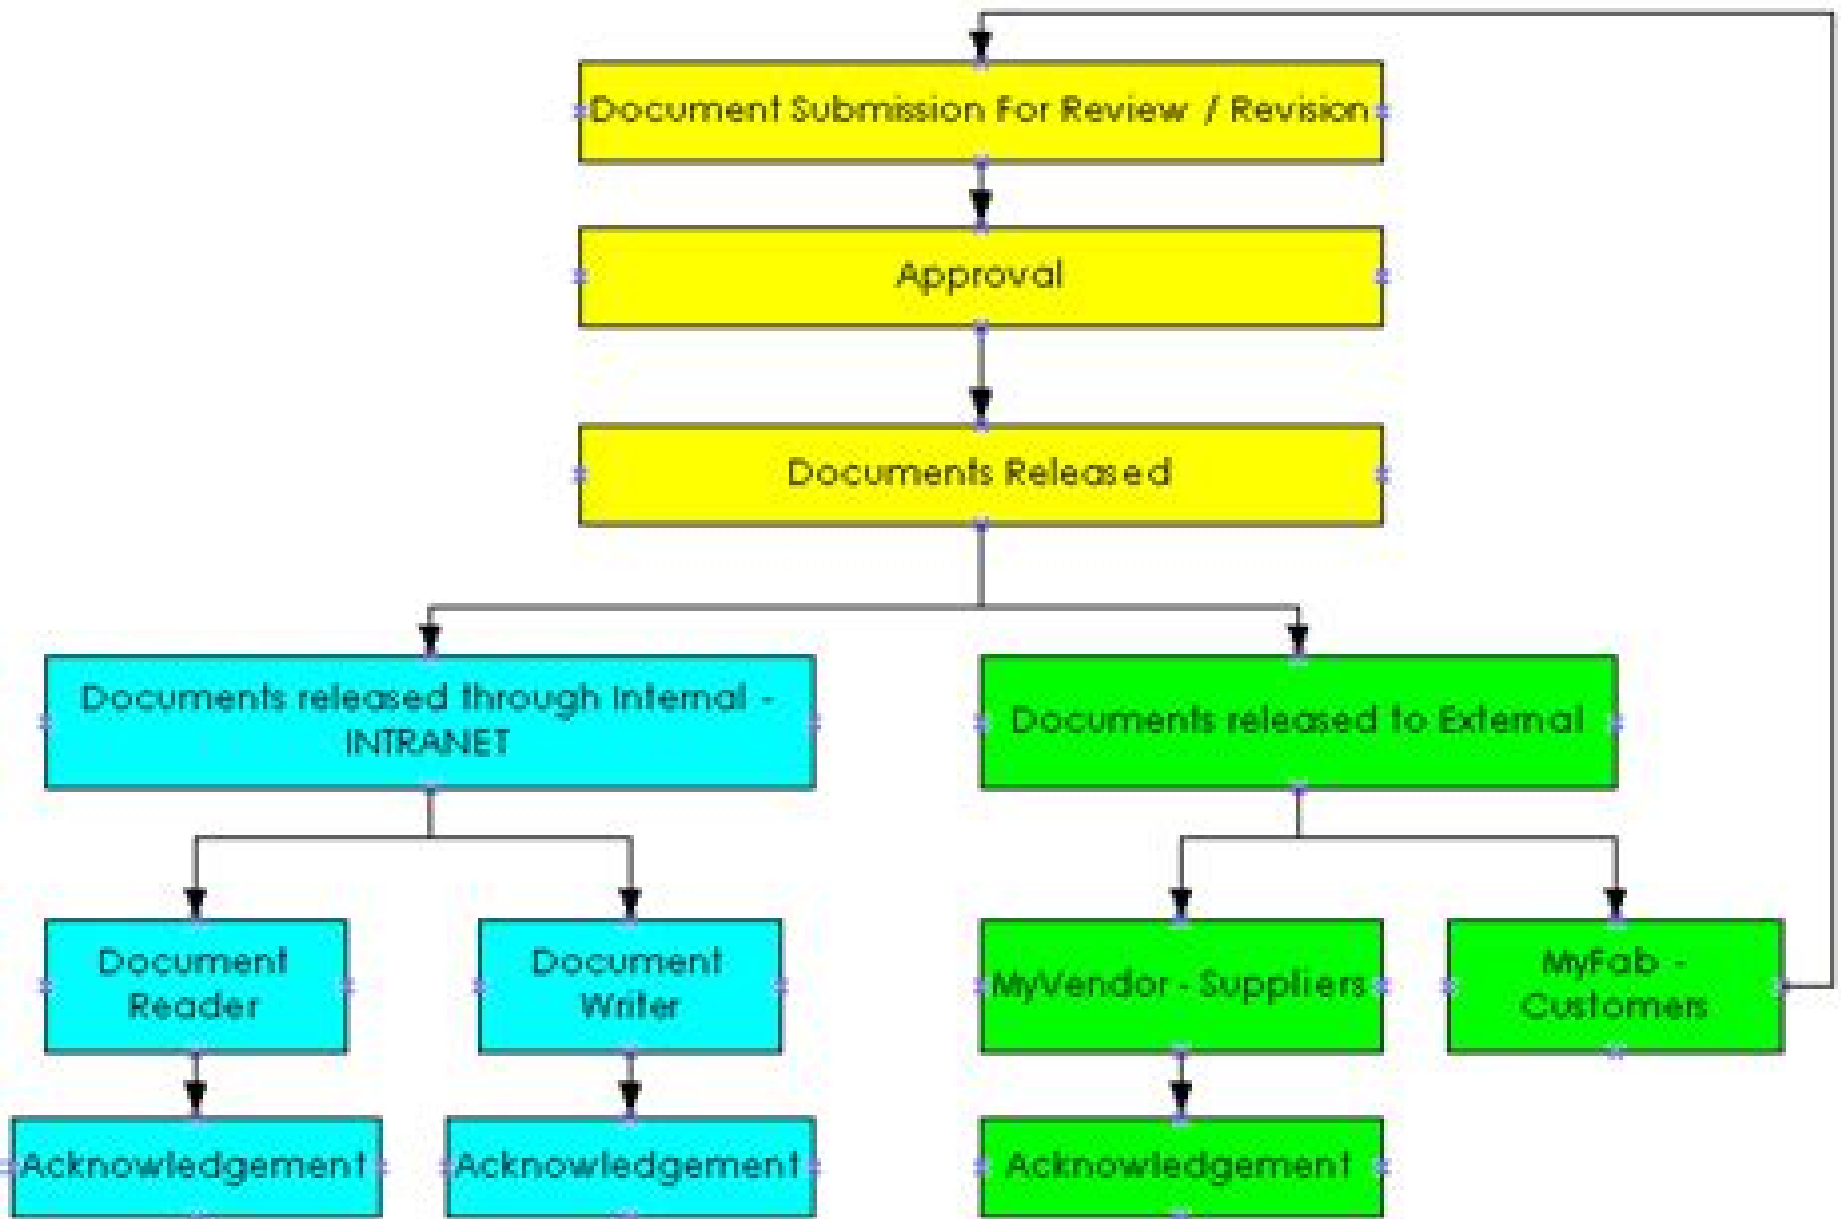 Document Submission For Review / Revision
Approval
Documents Released
Documents released through Internal -
INTRANET
Documents released to External
Document
Reader
Document
Writer
MyVendor - Suppliers
MyFab -
Customers
Acknowledgement
Acknowledgement
Acknowledgement